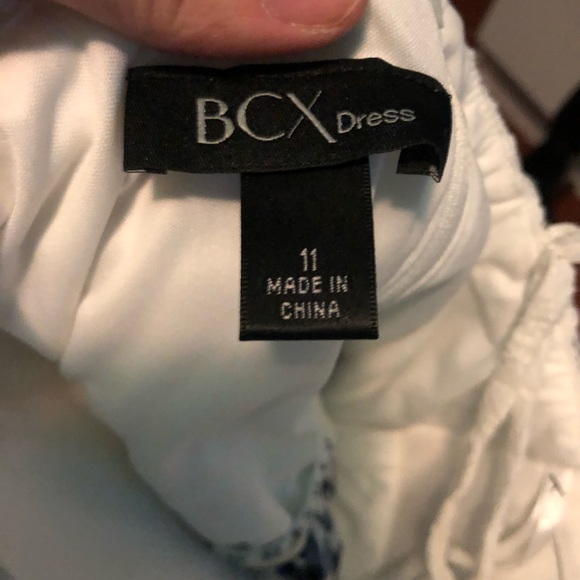 BCX Dress
11
MADE IN
CHINA